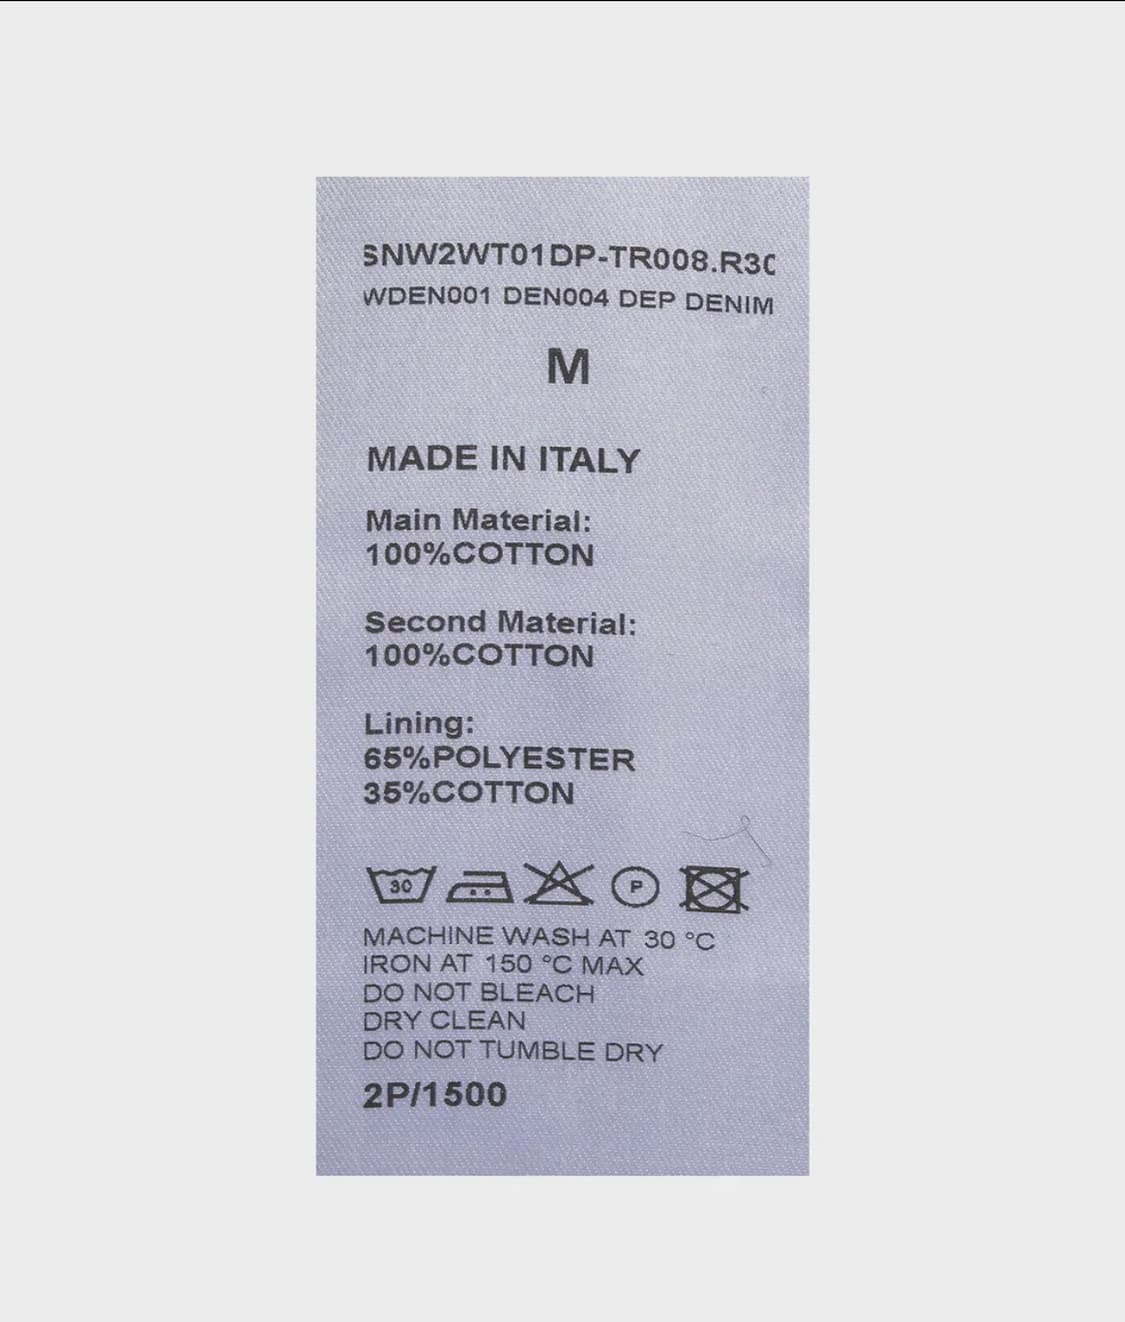 SNW2WT01DP-TR008.R30
WDEN001 DEN004 DEP DENIM
M
MADE IN ITALY
Main Material:
100%COTTON
Second Material:
100%COTTON
Lining:
65%POLYESTER
35%COTTON
30 P
MACHINE WASH AT 30 °C
IRON AT 150 °C MAX
DO NOT BLEACH
DRY CLEAN
DO NOT TUMBLE DRY
2P/1500